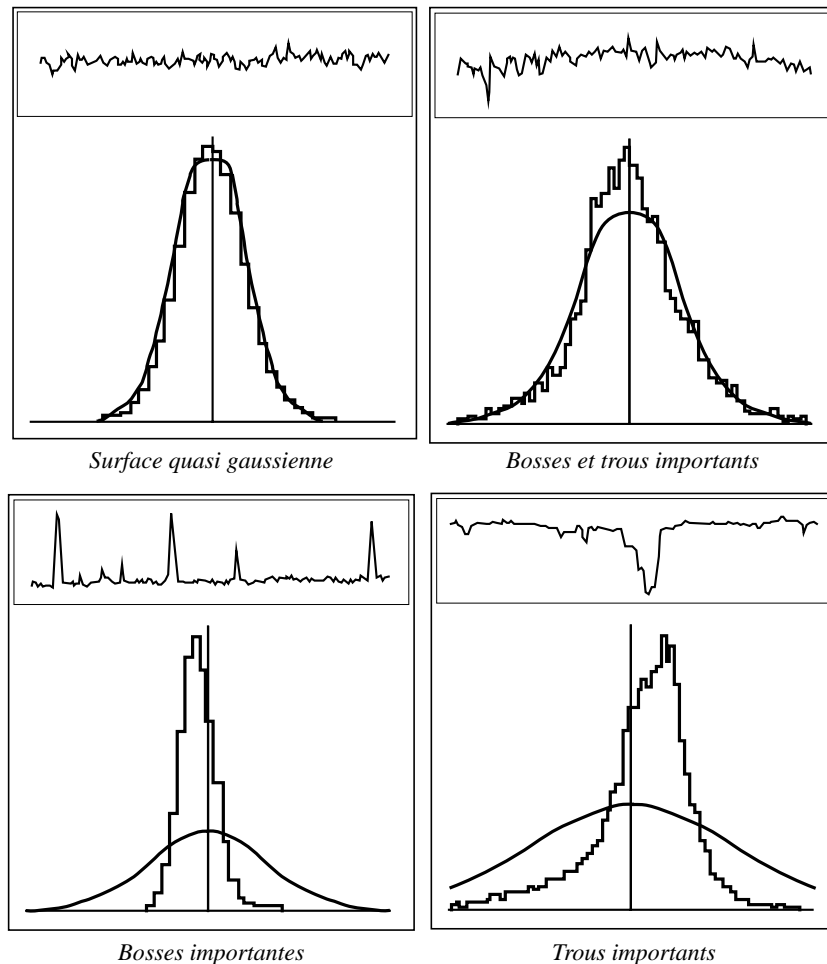 Surface quasi gaussienne
Bosses et trous importants
Bosses importantes
Trous importants